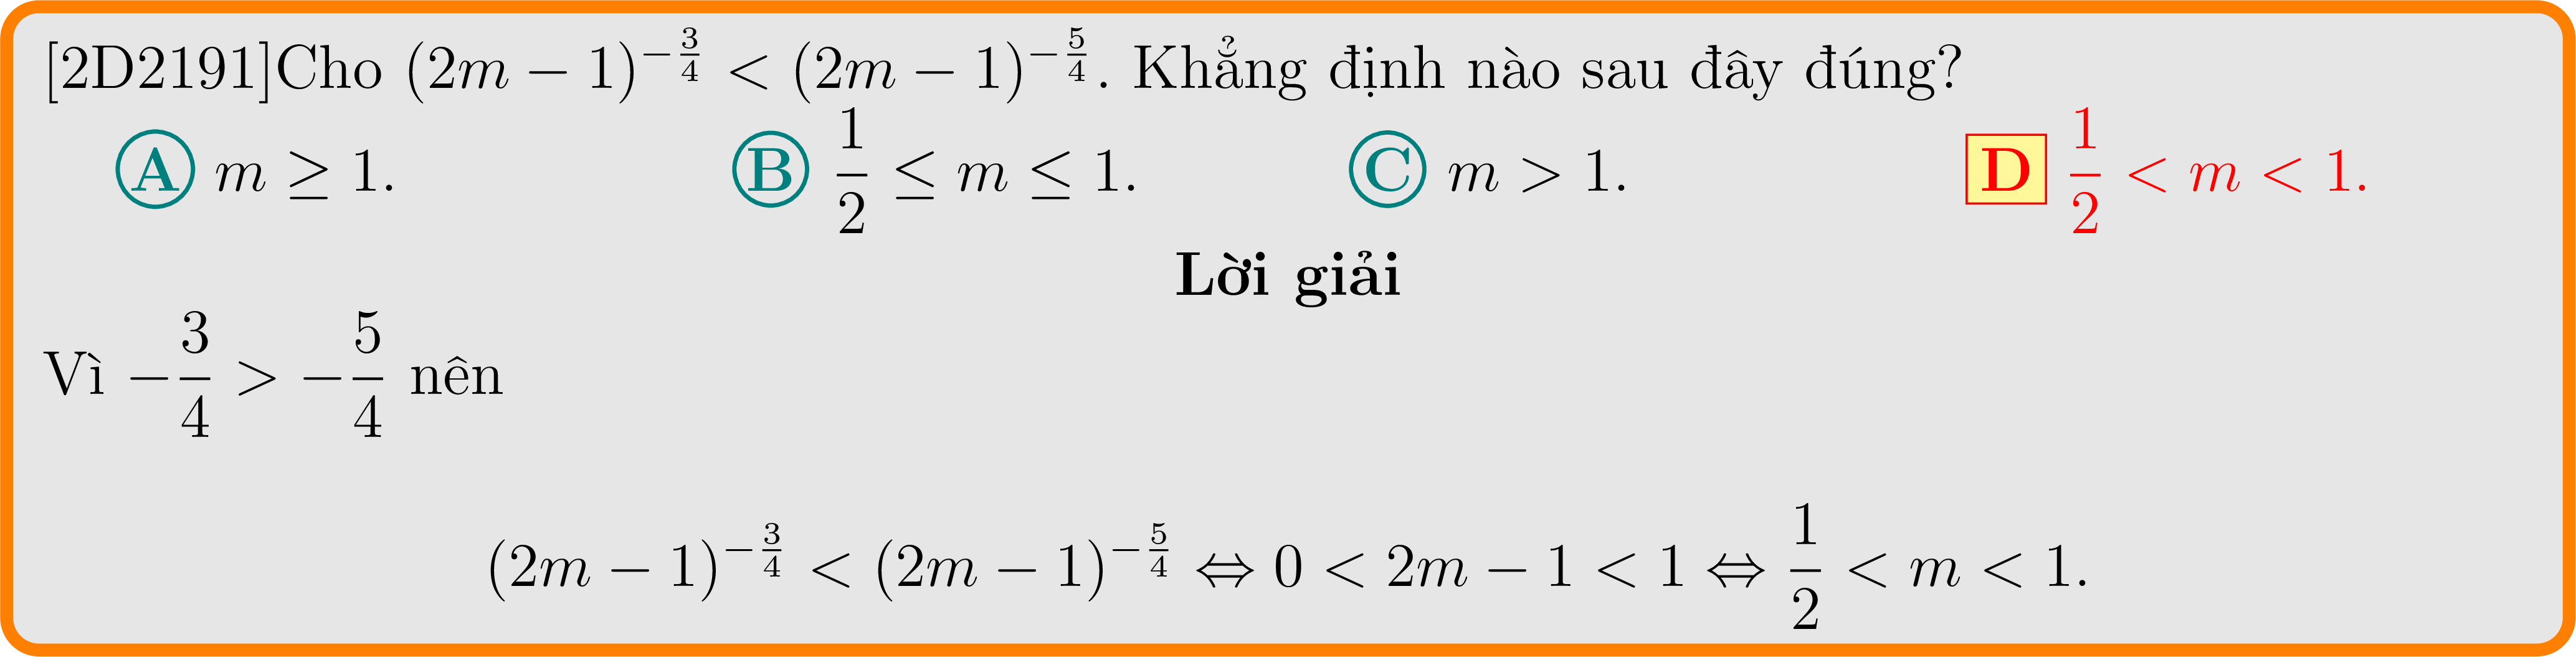 [2D2191]Cho $(2m-1)^{-\frac{3}{4}} < (2m-1)^{-\frac{5}{4}}$. Khẳng định nào sau đây đúng?
A $m \geq 1$. B $\frac{1}{2} \leq m \leq 1$. C $m > 1$. D $\frac{1}{2} < m < 1$.
Lời giải
Vì $-\frac{3}{4} > -\frac{5}{4}$ nên
$(2m-1)^{-\frac{3}{4}} < (2m-1)^{-\frac{5}{4}} \Leftrightarrow 0 < 2m-1 < 1 \Leftrightarrow \frac{1}{2} < m < 1$.